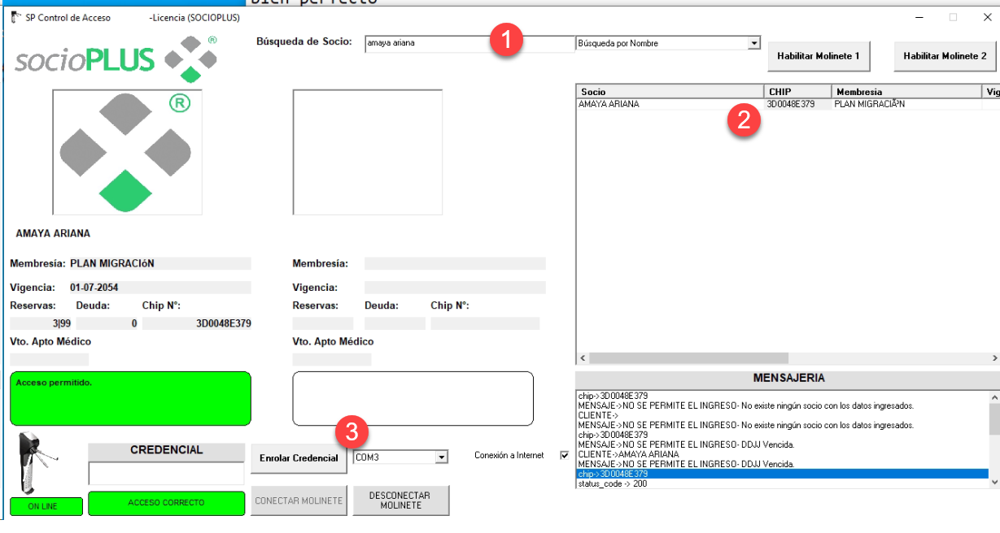 bien perfecto
SP Control de Acceso -Licencia (SOCIOPLUS)
socioPLUS ®
Búsqueda de Socio: amaya ariana 1 Búsqueda por Nombre
Habilitar Molinete 1 Habilitar Molinete 2
®
Socio CHIP Membresia Vig
AMAYA ARIANA 3D0048E379 PLAN MIGRACIÃ³N
2
AMAYA ARIANA
Membresía: PLAN MIGRACIóN
Vigencia: 01-07-2054
Reservas: Deuda: Chip N°:
3|99 0 3D0048E379
Vto. Apto Médico
Acceso permitido.
Membresía:
Vigencia:
Reservas: Deuda: Chip N°:
Vto. Apto Médico
MENSAJERIA
chip->3D0048E379
MENSAJE->NO SE PERMITE EL INGRESO- No existe ningún socio con los datos ingresados.
CLIENTE->
MENSAJE->NO SE PERMITE EL INGRESO- No existe ningún socio con los datos ingresados.
chip->3D0048E379
MENSAJE->NO SE PERMITE EL INGRESO- DDJJ Vencida.
CLIENTE->AMAYA ARIANA
MENSAJE->NO SE PERMITE EL INGRESO- DDJJ Vencida.
chip->3D0048E379
status_code -> 200
3
CREDENCIAL
Enrolar Credencial COM3 Conexión a Internet
ON LINE ACCESO CORRECTO CONECTAR MOLINETE DESCONECTAR
MOLINETE